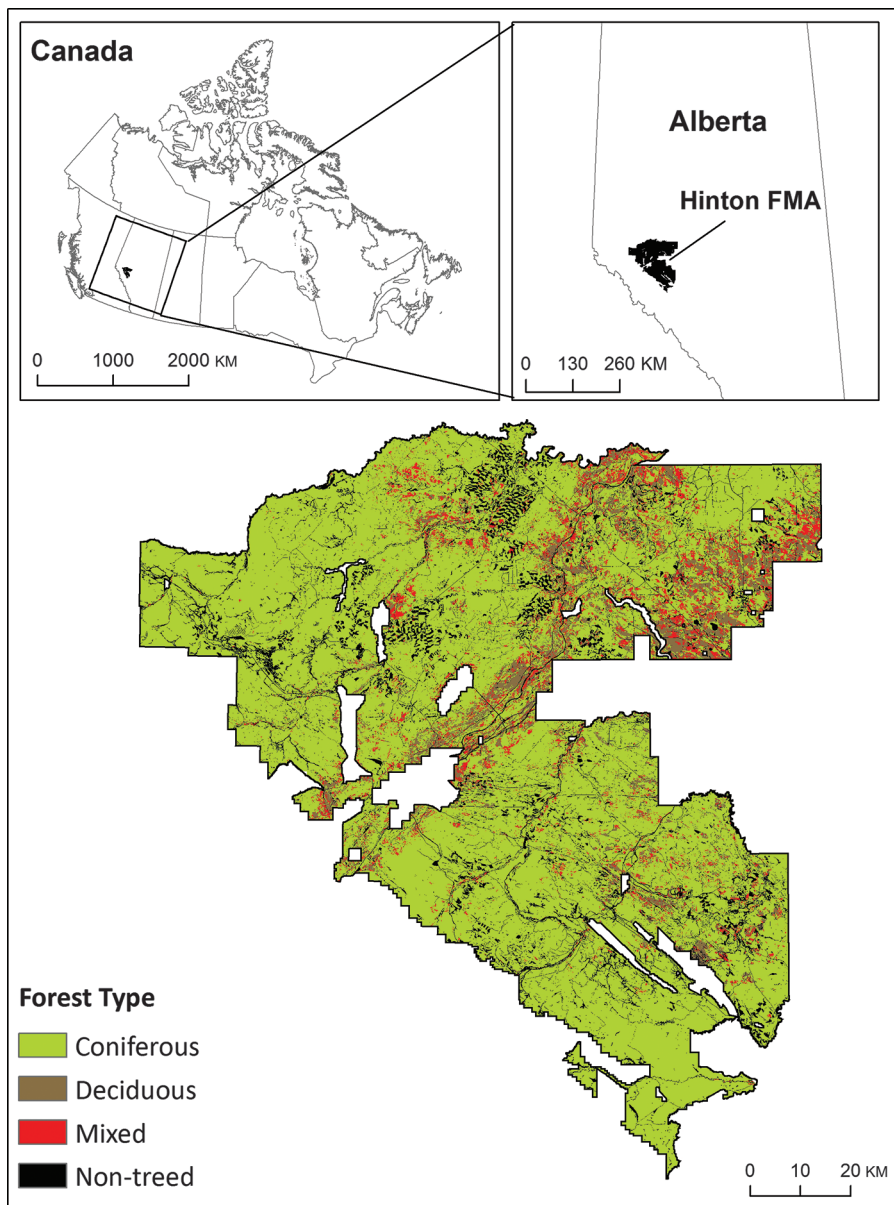 Canada
0 1000 2000 KM
Alberta
Hinton FMA
0 130 260 KM
Forest Type
Coniferous
Deciduous
Mixed
Non-treed
0 10 20 KM